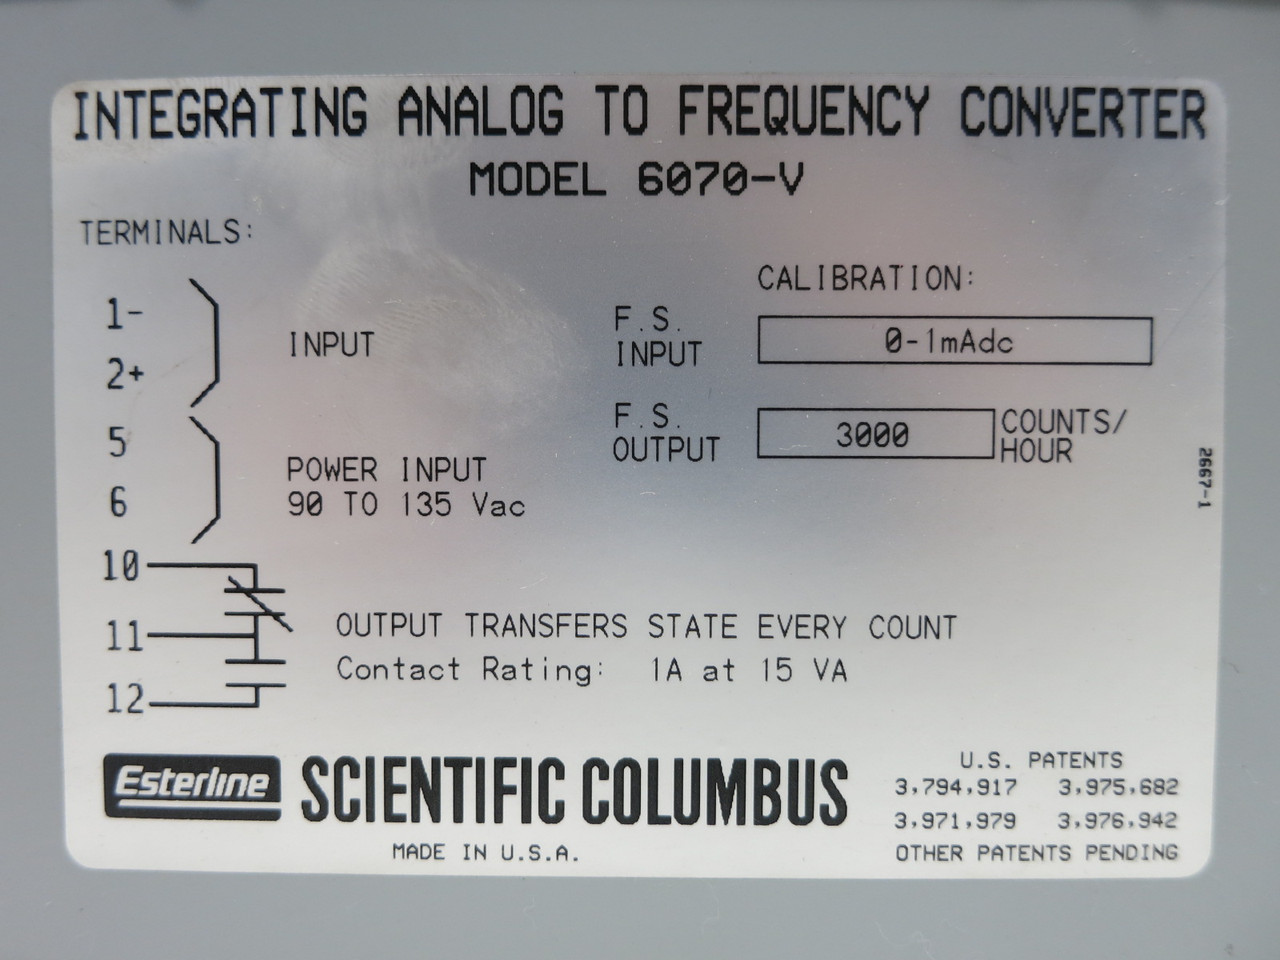 INTEGRATING ANALOG TO FREQUENCY CONVERTER
MODEL 6070-V
TERMINALS:
1-
2+
INPUT
5
6
POWER INPUT
90 TO 135 Vac
CALIBRATION:
F.S.
INPUT
0-1mAdc
F.S.
OUTPUT
3000
COUNTS/
HOUR
2667-1
10
11
12
OUTPUT TRANSFERS STATE EVERY COUNT
Contact Rating: 1A at 15 VA
Esterline
SCIENTIFIC COLUMBUS
MADE IN U.S.A.
U.S. PATENTS
3,794,917 3,975,682
3,971,979 3,976,942
OTHER PATENTS PENDING